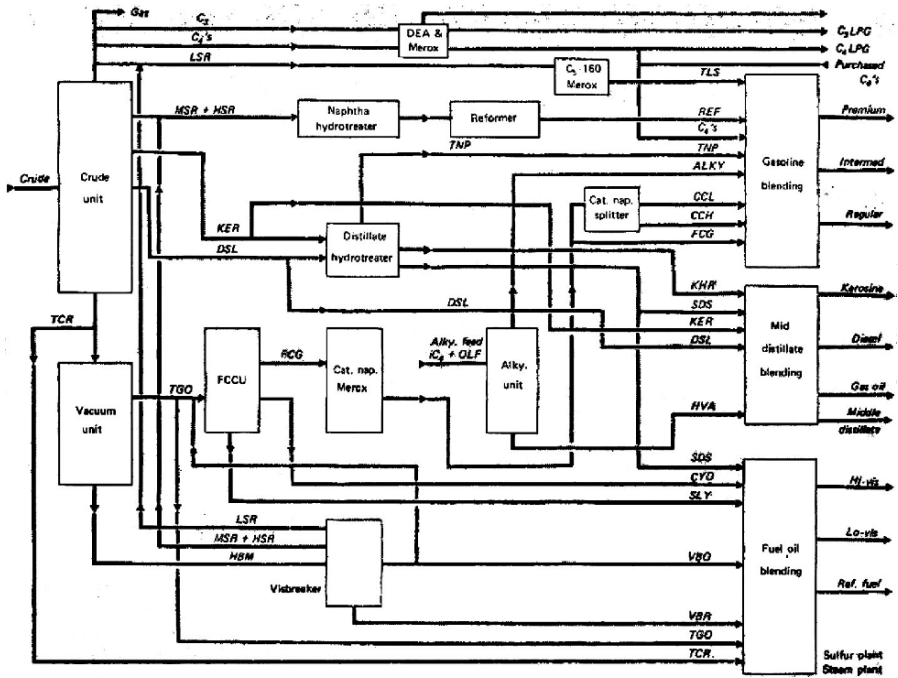 Gas
C₃
C₄'s
LSR
DEA &
Merox
C₃ LPG
C₄ LPG
Purchased
C₄'s
C₅-160
Merox
TLS
Crude
Crude
unit
MSR + HSR
Naphtha
hydrotreater
Reformer
REF
C₄'s
TNP
TNP
ALKY
Gasoline
blending
Premium
Intermed
Regular
Cat. nap.
splitter
CCL
CCH
FCG
KER
DSL
Distillate
hydrotreater
DSL
KHR
SDS
KER
DSL
Mid
distillate
blending
Kerosine
Diesel
Gas oil
Middle
distillate
TCR
Vacuum
unit
TGO
FCCU
RCG
Cat. nap.
Merox
Alky. feed
iC₄ + OLF
Alky.
unit
HVA
SDS
CYO
SLY
LSR
MSR + HSR
HBM
Visbreaker
VBO
VBR
TGO
TCR.
Fuel oil
blending
Hi-vis
Lo-vis
Ref. fuel
Sulfur plant
Steam plant